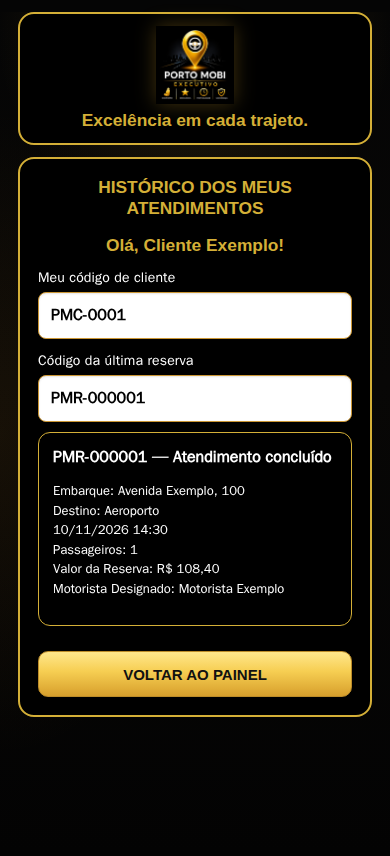 PORTO MOBI
EXECUTIVO
Excelência em cada trajeto.
HISTÓRICO DOS MEUS
ATENDIMENTOS
Olá, Cliente Exemplo!
Meu código de cliente
PMC-0001
Código da última reserva
PMR-000001
PMR-000001 — Atendimento concluído
Embarque: Avenida Exemplo, 100
Destino: Aeroporto
10/11/2026 14:30
Passageiros: 1
Valor da Reserva: R$ 108,40
Motorista Designado: Motorista Exemplo
VOLTAR AO PAINEL